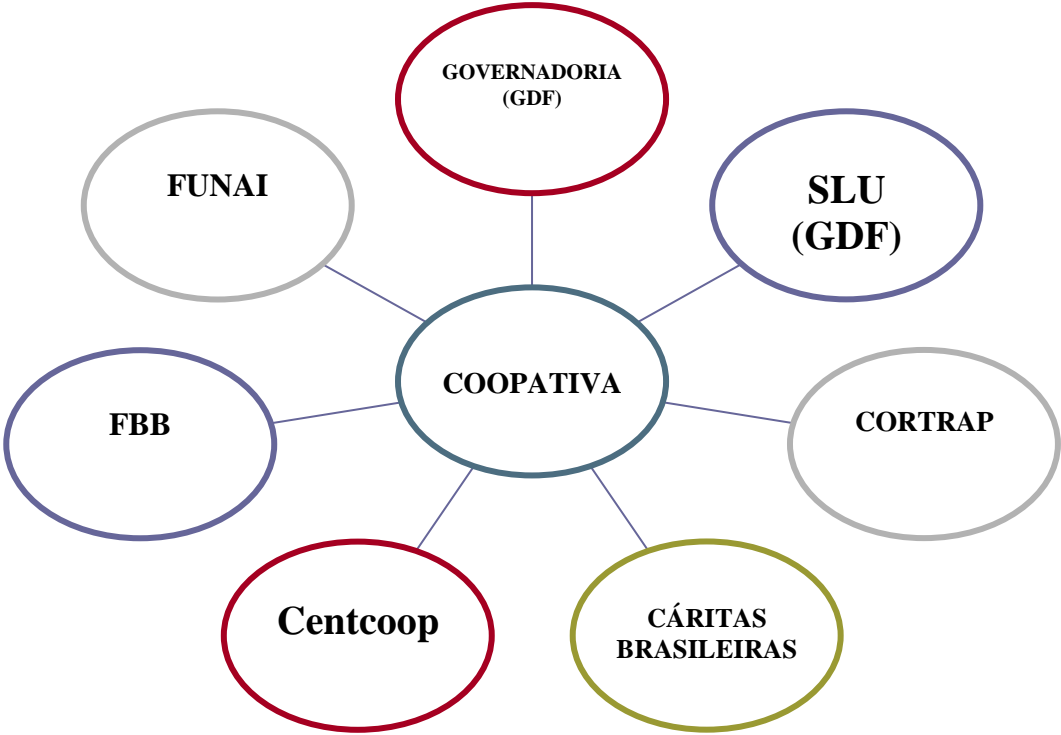 GOVERNADORIA
(GDF)
FUNAI
SLU
(GDF)
COOPATIVA
FBB
CORTRAP
Centcoop
CÁRITAS
BRASILEIRAS